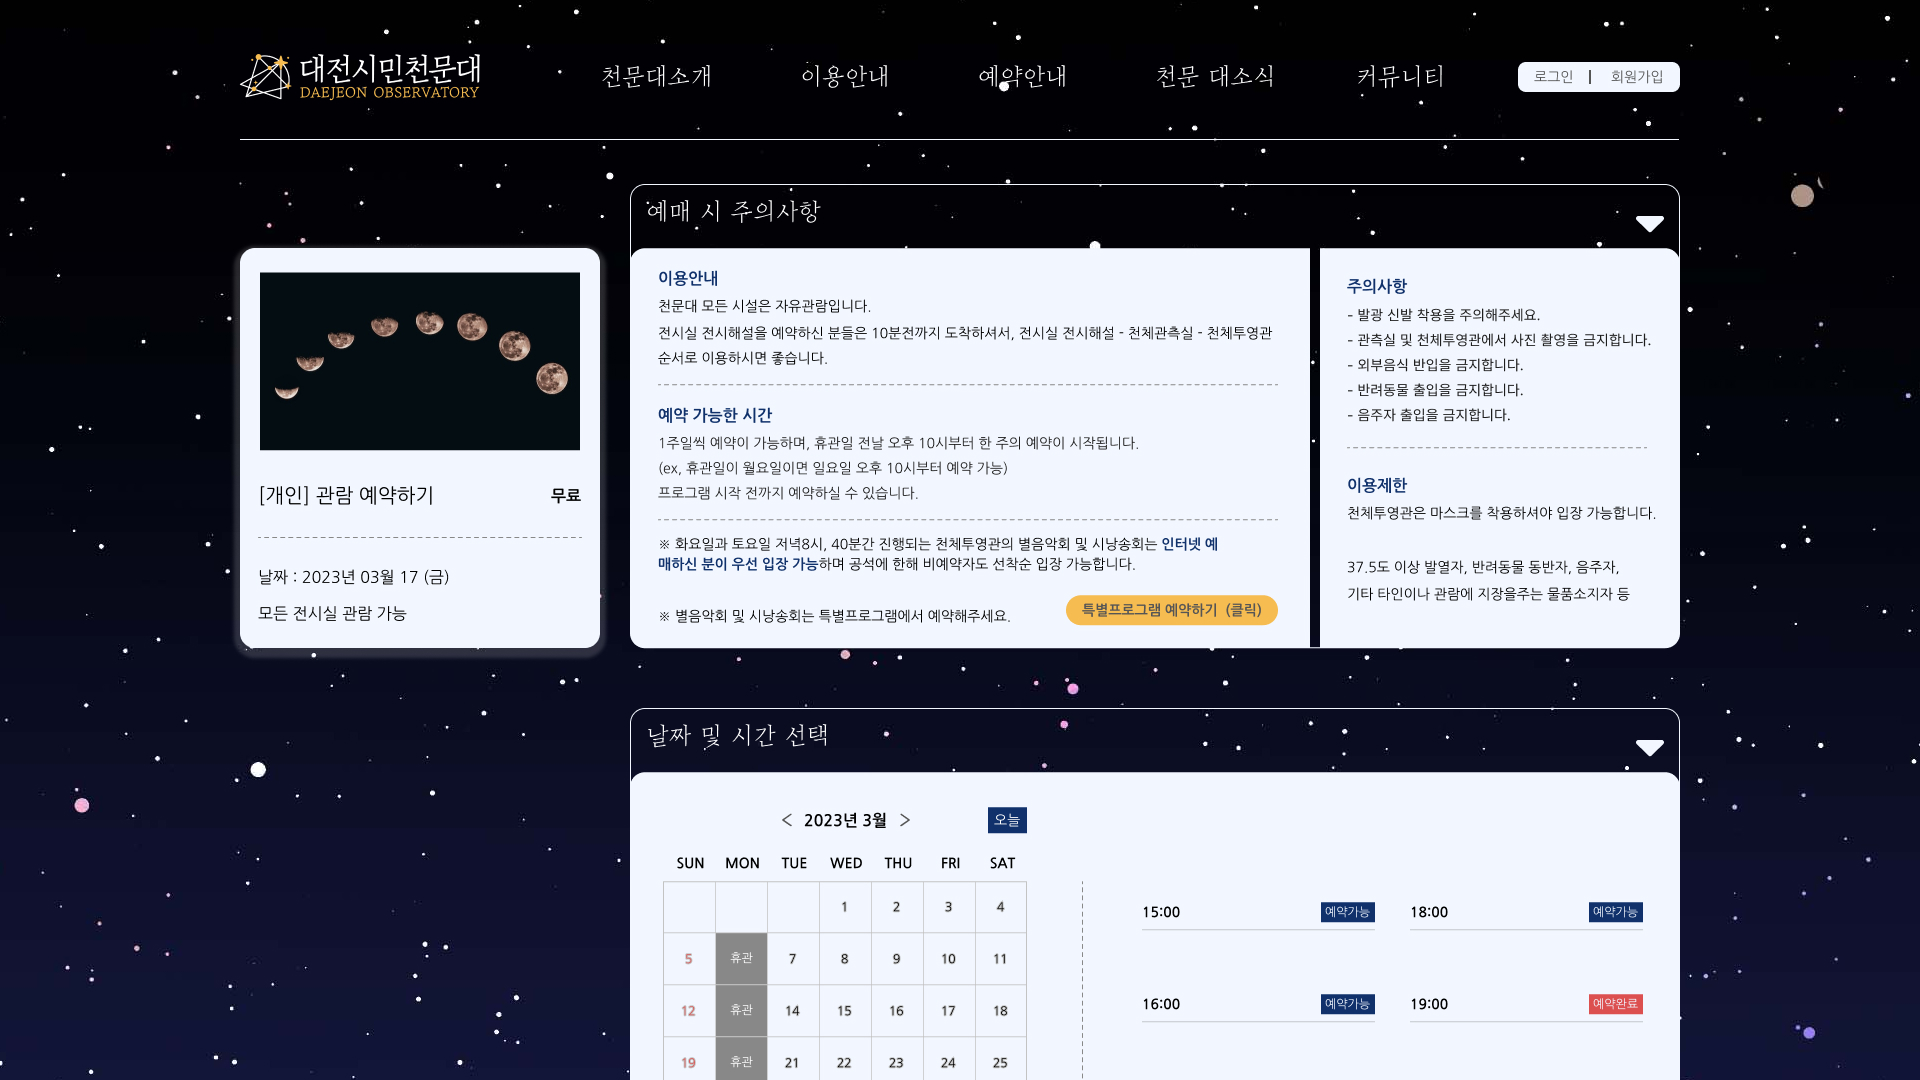 대전시민천문대
DAEJEON OBSERVATORY
천문대소개
이용안내
예약안내
천문 대소식
커뮤니티
로그인 | 회원가입
[개인] 관람 예약하기 무료
날짜 : 2023년 03월 17 (금)
모든 전시실 관람 가능
예매 시 주의사항
이용안내
천문대 모든 시설은 자유관람입니다.
전시실 전시해설을 예약하신 분들은 10분전까지 도착하셔서, 전시실 전시해설 - 천체관측실 - 천체투영관
순서로 이용하시면 좋습니다.
예약 가능한 시간
1주일씩 예약이 가능하며, 휴관일 전날 오후 10시부터 한 주의 예약이 시작됩니다.
(ex, 휴관일이 월요일이면 일요일 오후 10시부터 예약 가능)
프로그램 시작 전까지 예약하실 수 있습니다.
※ 화요일과 토요일 저녁8시, 40분간 진행되는 천체투영관의 별음악회 및 시낭송회는 인터넷 예
매하신 분이 우선 입장 가능하며 공석에 한해 비예약자도 선착순 입장 가능합니다.
※ 별음악회 및 시낭송회는 특별프로그램에서 예약해주세요.
특별프로그램 예약하기 (클릭)
주의사항
- 발광 신발 착용을 주의해주세요.
- 관측실 및 천체투영관에서 사진 촬영을 금지합니다.
- 외부음식 반입을 금지합니다.
- 반려동물 출입을 금지합니다.
- 음주자 출입을 금지합니다.
이용제한
천체투영관은 마스크를 착용하셔야 입장 가능합니다.
37.5도 이상 발열자, 반려동물 동반자, 음주자,
기타 타인이나 관람에 지장을주는 물품소지자 등
날짜 및 시간 선택
< 2023년 3월 > 오늘
SUN MON TUE WED THU FRI SAT
1 2 3 4
5 휴관 7 8 9 10 11
12 휴관 14 15 16 17 18
19 휴관 21 22 23 24 25
15:00 예약가능 18:00 예약가능
16:00 예약가능 19:00 예약완료